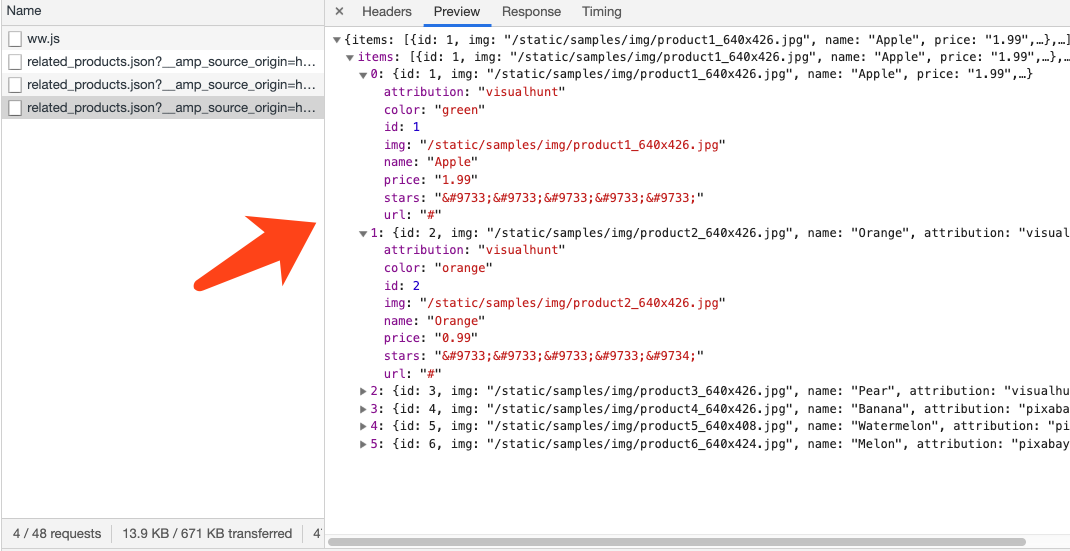 Name
× Headers Preview Response Timing
ww.js
related_products.json?__amp_source_origin=h…
related_products.json?__amp_source_origin=h…
related_products.json?__amp_source_origin=h…
4 / 48 requests 13.9 KB / 671 KB transferred 4
{items: [{id: 1, img: "/static/samples/img/product1_640x426.jpg", name: "Apple", price: "1.99",…},…]
items: [{id: 1, img: "/static/samples/img/product1_640x426.jpg", name: "Apple", price: "1.99",…},…
0: {id: 1, img: "/static/samples/img/product1_640x426.jpg", name: "Apple", price: "1.99",…}
attribution: "visualhunt"
color: "green"
id: 1
img: "/static/samples/img/product1_640x426.jpg"
name: "Apple"
price: "1.99"
stars: "&#9733;&#9733;&#9733;&#9733;&#9733;"
url: "#"
1: {id: 2, img: "/static/samples/img/product2_640x426.jpg", name: "Orange", attribution: "visual
attribution: "visualhunt"
color: "orange"
id: 2
img: "/static/samples/img/product2_640x426.jpg"
name: "Orange"
price: "0.99"
stars: "&#9733;&#9733;&#9733;&#9733;&#9734;"
url: "#"
2: {id: 3, img: "/static/samples/img/product3_640x426.jpg", name: "Pear", attribution: "visualhu
3: {id: 4, img: "/static/samples/img/product4_640x426.jpg", name: "Banana", attribution: "pixaba
4: {id: 5, img: "/static/samples/img/product5_640x408.jpg", name: "Watermelon", attribution: "pi
5: {id: 6, img: "/static/samples/img/product6_640x424.jpg", name: "Melon", attribution: "pixabay